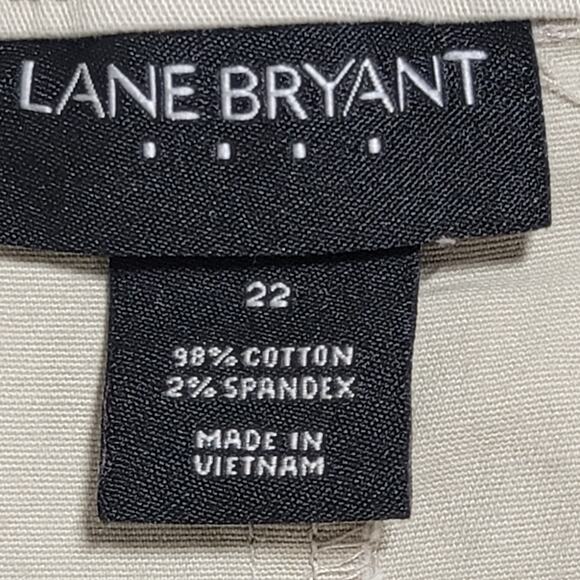 LANE BRYANT
22
98% COTTON
2% SPANDEX
MADE IN
VIETNAM